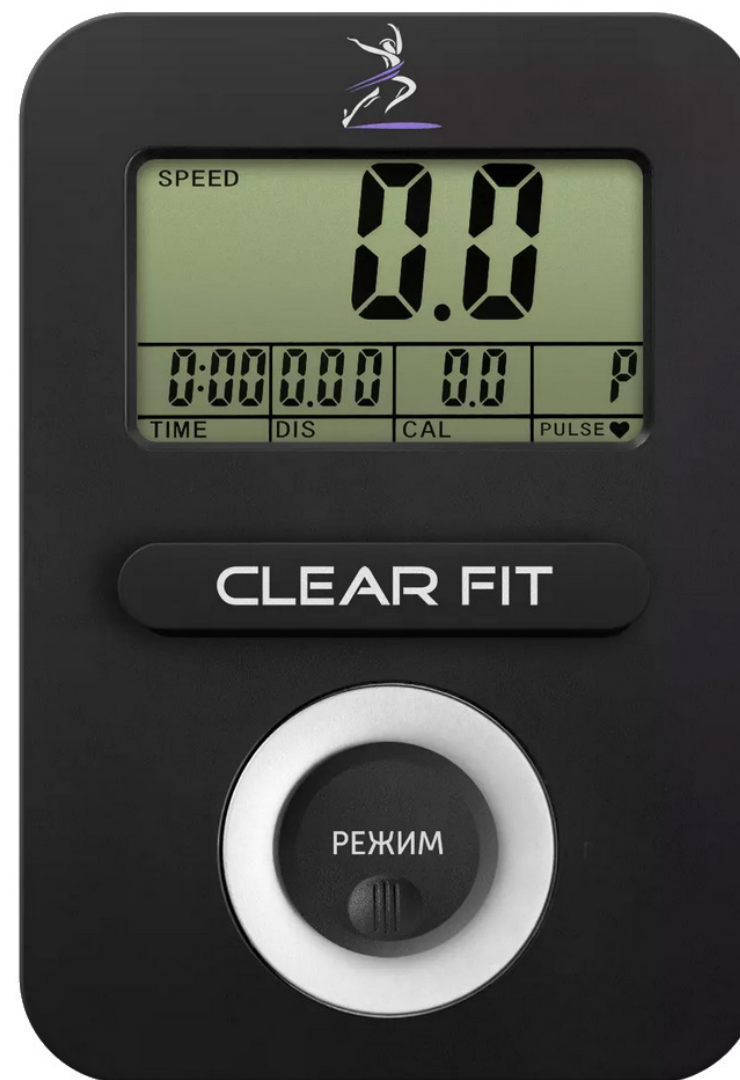 SPEED
0.0
0:00 0.00 0.0 P
TIME DIS CAL PULSE♥
CLEAR FIT
РЕЖИМ